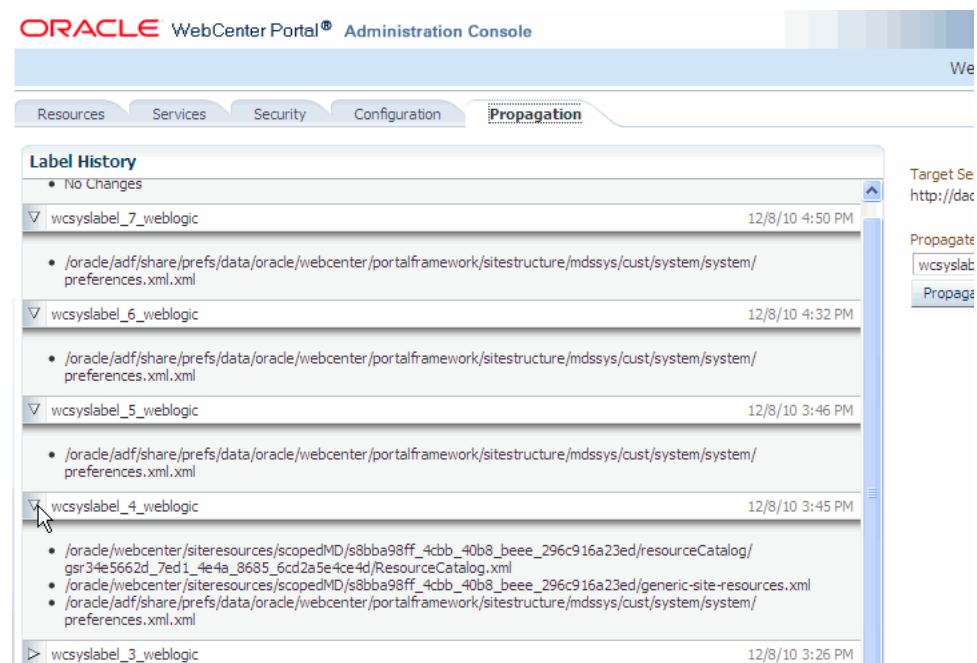 ORACLE WebCenter Portal® Administration Console
We
Resources Services Security Configuration Propagation
Label History
• No Changes
wcsyslabel_7_weblogic 12/8/10 4:50 PM
• /oracle/adf/share/prefs/data/oracle/webcenter/portalframework/sitestructure/mdssys/cust/system/system/
preferences.xml.xml
wcsyslabel_6_weblogic 12/8/10 4:32 PM
• /oracle/adf/share/prefs/data/oracle/webcenter/portalframework/sitestructure/mdssys/cust/system/system/
preferences.xml.xml
wcsyslabel_5_weblogic 12/8/10 3:46 PM
• /oracle/adf/share/prefs/data/oracle/webcenter/portalframework/sitestructure/mdssys/cust/system/system/
preferences.xml.xml
wcsyslabel_4_weblogic 12/8/10 3:45 PM
• /oracle/webcenter/siteresources/scopedMD/s8bba98ff_4cbb_40b8_beee_296c916a23ed/resourceCatalog/
gsr34e5662d_7ed1_4e4a_8685_6cd2a5e4ce4d/ResourceCatalog.xml
• /oracle/webcenter/siteresources/scopedMD/s8bba98ff_4cbb_40b8_beee_296c916a23ed/generic-site-resources.xml
• /oracle/adf/share/prefs/data/oracle/webcenter/portalframework/sitestructure/mdssys/cust/system/system/
preferences.xml.xml
wcsyslabel_3_weblogic 12/8/10 3:26 PM
Target Se
http://dad
Propagate
wcsyslab
Propaga